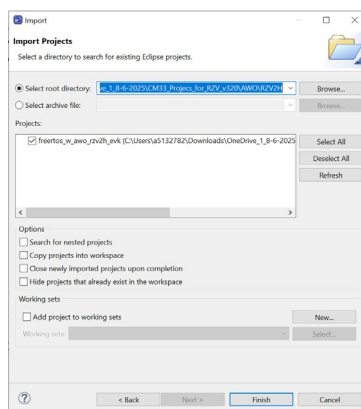 Import
Import Projects
Select a directory to search for existing Eclipse projects.
Select root directory: ve_1_8-6-2025\CM33_Projecs_for_RZV_v320\AWO\RZV2H Browse...
Select archive file: Browse...
Projects:
freertos_w_awo_rzv2h_evk (C:\Users\a5132782\Downloads\OneDrive_1_8-6-2025 Select All
Deselect All
Refresh
Options
Search for nested projects
Copy projects into workspace
Close newly imported projects upon completion
Hide projects that already exist in the workspace
Working sets
Add project to working sets New...
Working sets: Select...
? < Back Next > Finish Cancel